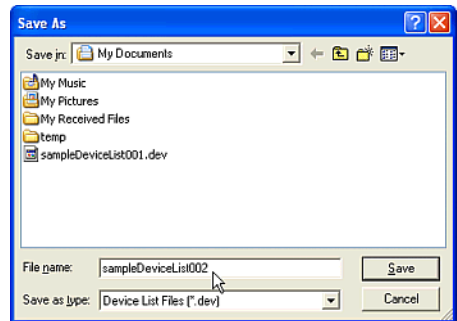 Save As
Save in: My Documents
My Music
My Pictures
My Received Files
temp
sampleDeviceList001.dev
File name: sampleDeviceList002 Save
Save as type: Device List Files (*.dev) Cancel